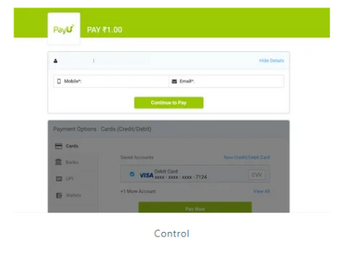 PayU PAY ₹1.00
Hide Details
Mobile*: Email*:
Continue to Pay
Payment Options : Cards (Credit/Debit)
Cards
Saved Accounts New Credit/Debit Card
Banks
Debit Card
VISA xxxx - xxxx - xxxx - 7124 CVV
UPI
+1 More Account View All
Wallets
Pay Now
Control